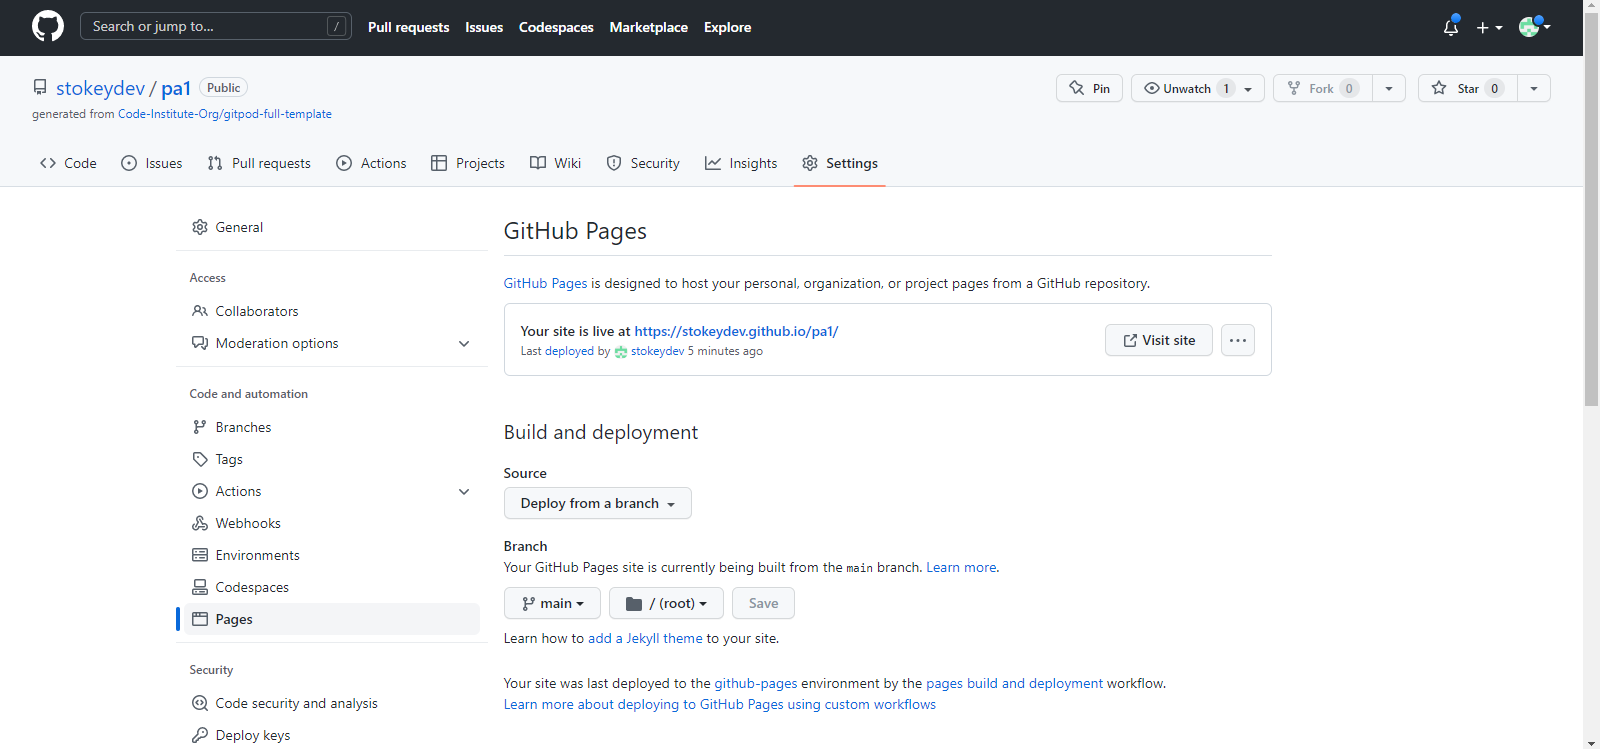 Search or jump to... / Pull requests Issues Codespaces Marketplace Explore
stokeydev / pa1 Public Pin Unwatch 1 Fork 0 Star 0
generated from Code-Institute-Org/gitpod-full-template
Code Issues Pull requests Actions Projects Wiki Security Insights Settings
General
Access
Collaborators
Moderation options
Code and automation
Branches
Tags
Actions
Webhooks
Environments
Codespaces
Pages
Security
Code security and analysis
Deploy keys
GitHub Pages
GitHub Pages is designed to host your personal, organization, or project pages from a GitHub repository.
Your site is live at https://stokeydev.github.io/pa1/
Last deployed by stokeydev 5 minutes ago
Visit site
Build and deployment
Source
Deploy from a branch
Branch
Your GitHub Pages site is currently being built from the main branch. Learn more.
main / (root) Save
Learn how to add a Jekyll theme to your site.
Your site was last deployed to the github-pages environment by the pages build and deployment workflow.
Learn more about deploying to GitHub Pages using custom workflows